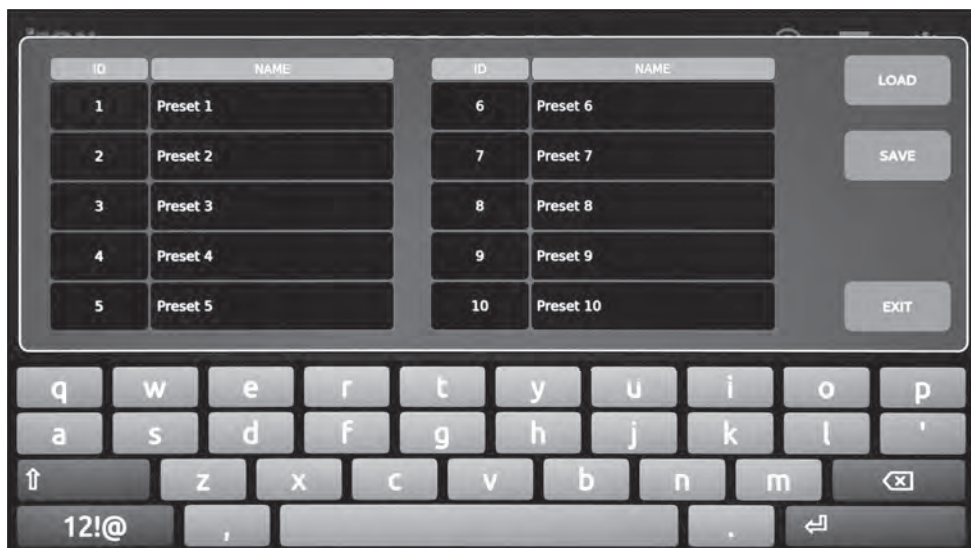 ID NAME ID NAME LOAD
1 Preset 1 6 Preset 6
2 Preset 2 7 Preset 7 SAVE
3 Preset 3 8 Preset 8
4 Preset 4 9 Preset 9
5 Preset 5 10 Preset 10 EXIT
q w e r t y u i o p
a s d f g h j k l '
⇧ z x c v b n m ⌫
12!@ , . ⏎